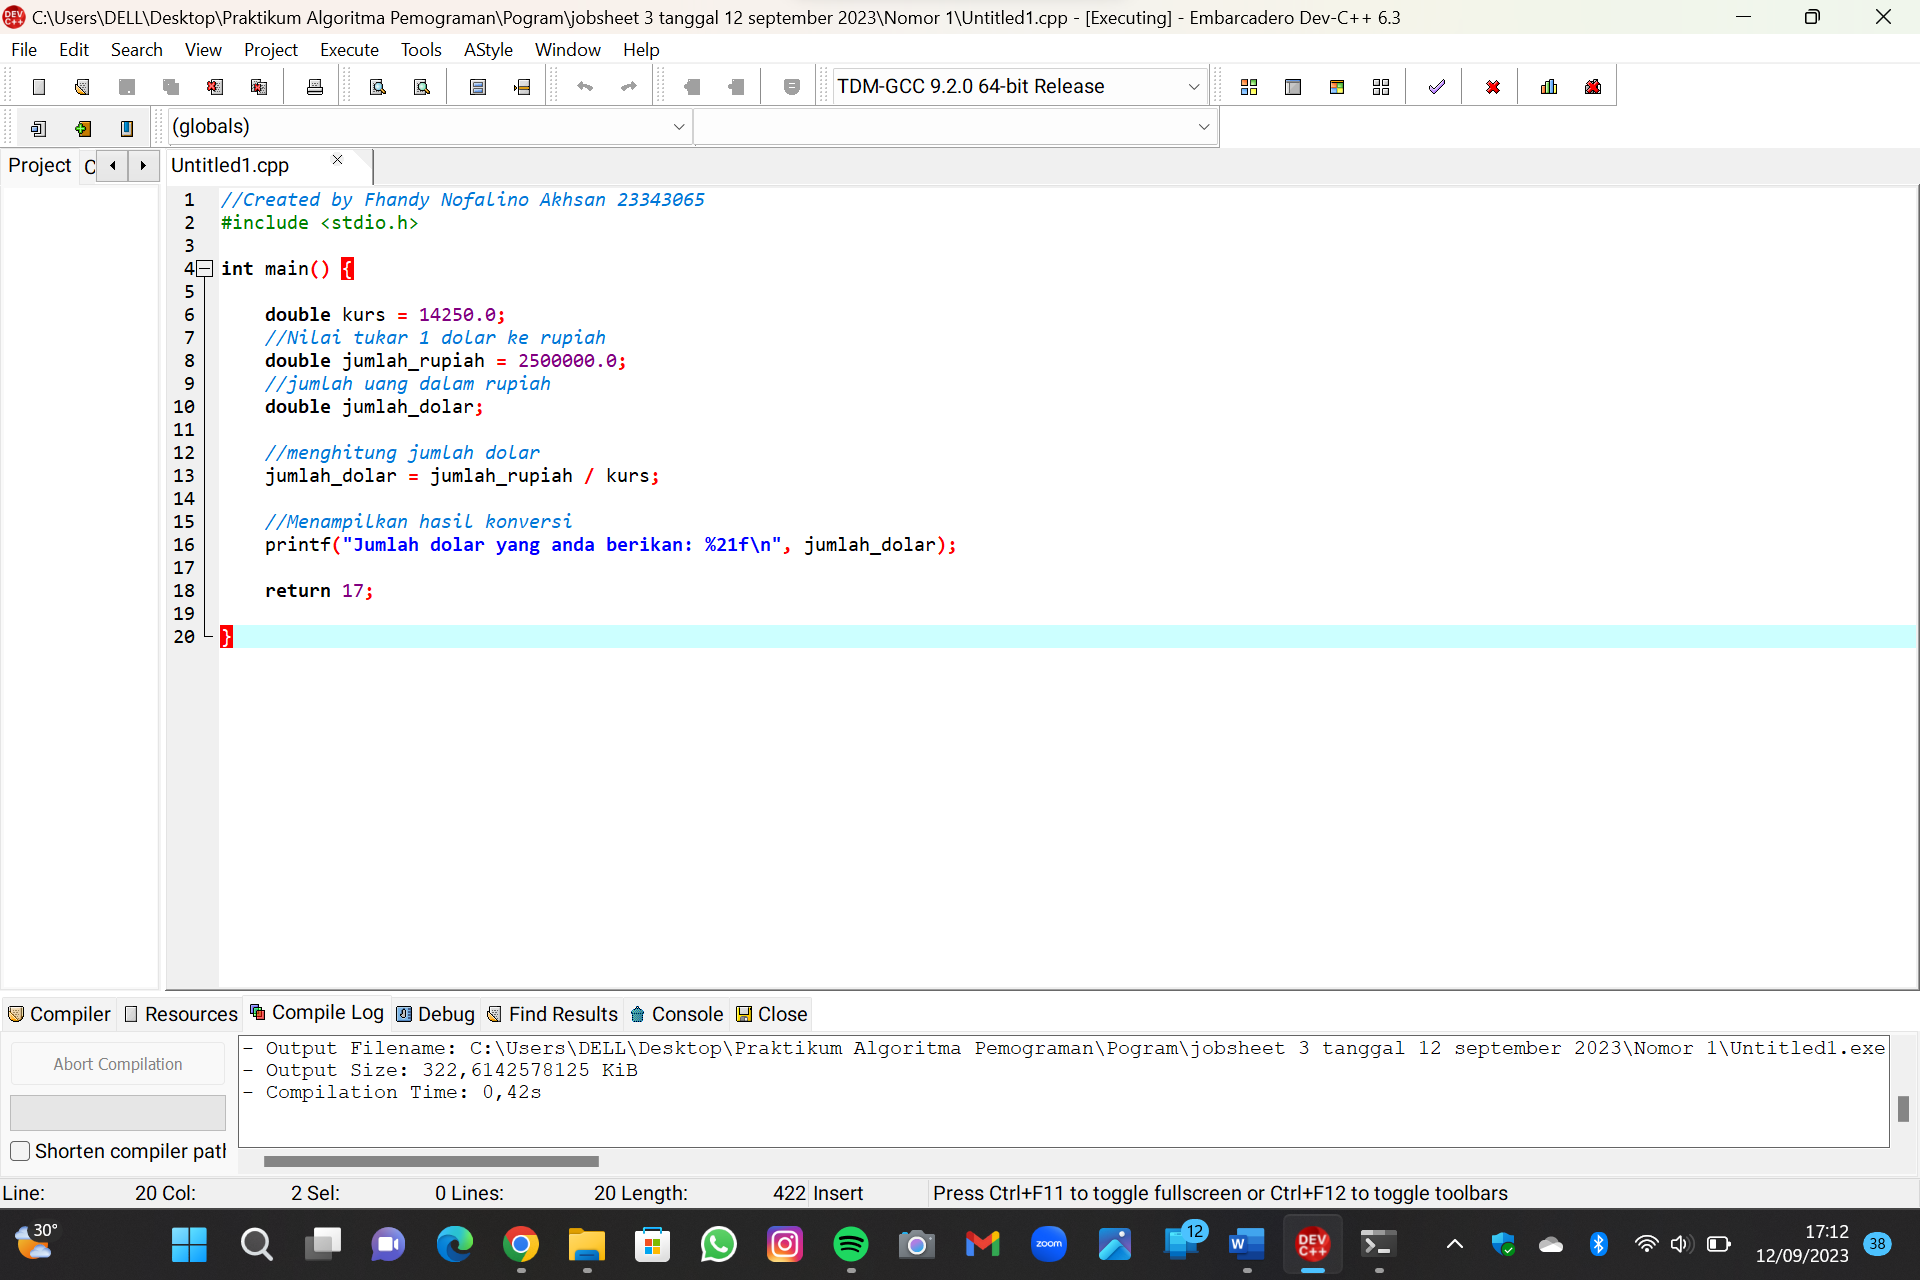 C:\Users\DELL\Desktop\Praktikum Algoritma Pemograman\Pogram\jobsheet 3 tanggal 12 september 2023\Nomor 1\Untitled1.cpp - [Executing] - Embarcadero Dev-C++ 6.3
File Edit Search View Project Execute Tools AStyle Window Help
TDM-GCC 9.2.0 64-bit Release
(globals)
Project C Untitled1.cpp
1 //Created by Fhandy Nofalino Akhsan 23343065
2 #include <stdio.h>
3
4 int main() {
5
6 double kurs = 14250.0;
7 //Nilai tukar 1 dolar ke rupiah
8 double jumlah_rupiah = 2500000.0;
9 //jumlah uang dalam rupiah
10 double jumlah_dolar;
11
12 //menghitung jumlah dolar
13 jumlah_dolar = jumlah_rupiah / kurs;
14
15 //Menampilkan hasil konversi
16 printf("Jumlah dolar yang anda berikan: %21f\n", jumlah_dolar);
17
18 return 17;
19
20 }
Compiler Resources Compile Log Debug Find Results Console Close
Abort Compilation
Shorten compiler path
- Output Filename: C:\Users\DELL\Desktop\Praktikum Algoritma Pemograman\Pogram\jobsheet 3 tanggal 12 september 2023\Nomor 1\Untitled1.exe
- Output Size: 322,6142578125 KiB
- Compilation Time: 0,42s
Line: 20 Col: 2 Sel: 0 Lines: 20 Length: 422 Insert Press Ctrl+F11 to toggle fullscreen or Ctrl+F12 to toggle toolbars
30°
zoom
12
W
DEV C++
17:12
12/09/2023
38